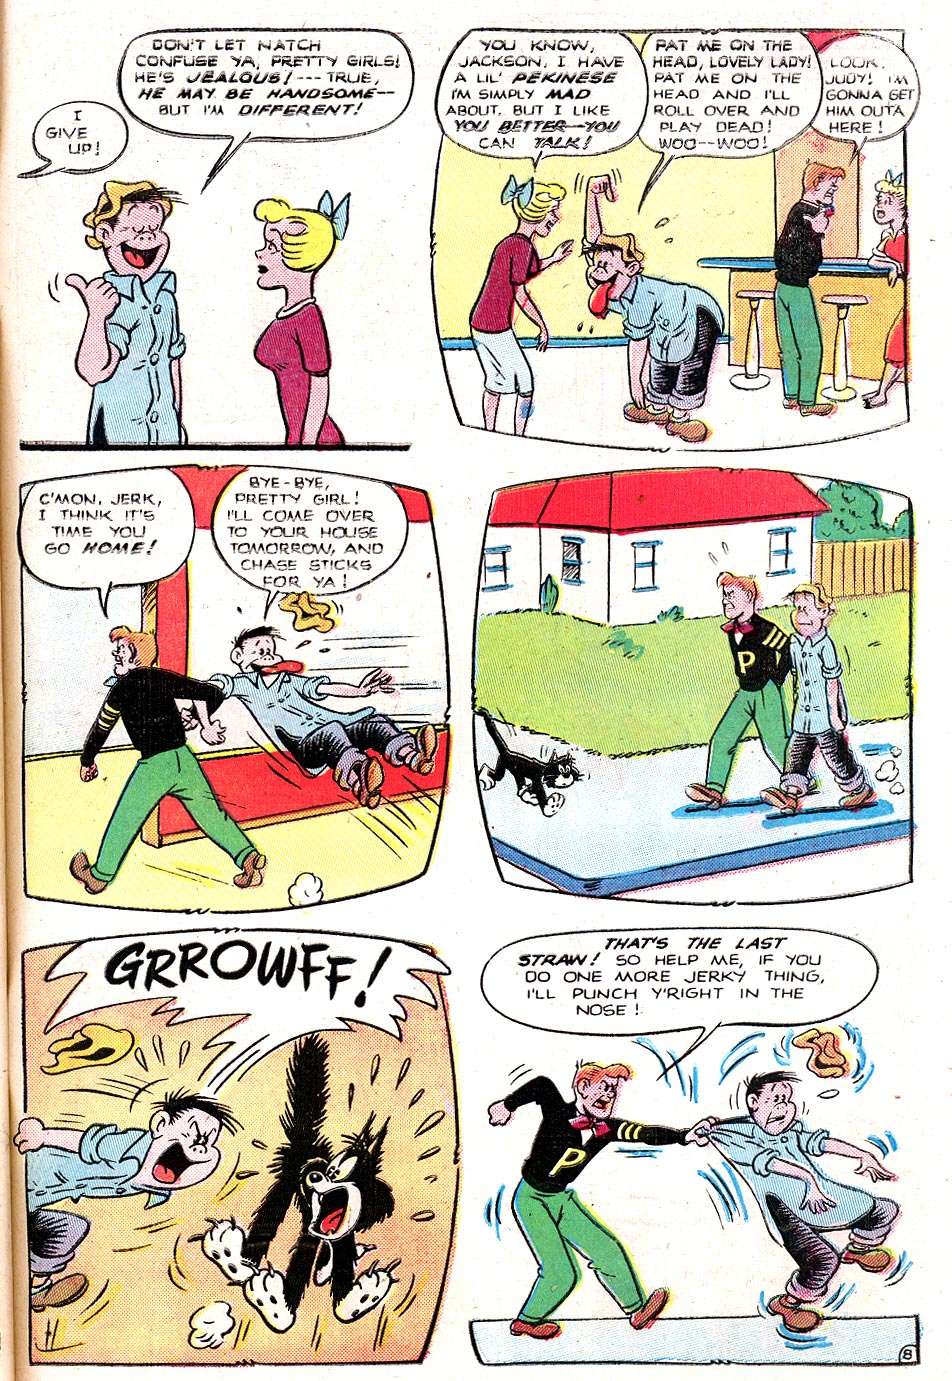 I
GIVE
UP!
DON'T LET NATCH
CONFUSE YA, PRETTY GIRLS!
HE'S JEALOUS! --- TRUE,
HE MAY BE HANDSOME--
BUT I'M DIFFERENT!
YOU KNOW,
JACKSON, I HAVE
A LIL' PEKINESE
I'M SIMPLY MAD
ABOUT. BUT I LIKE
YOU BETTER--YOU
CAN TALK!
PAT ME ON THE
HEAD, LOVELY LADY!
PAT ME ON THE
HEAD AND I'LL
ROLL OVER AND
PLAY DEAD!
WOO--WOO!
LOOK,
JUDY! I'M
GONNA GET
HIM OUTA
HERE!
C'MON, JERK,
I THINK IT'S
TIME YOU
GO HOME!
BYE-BYE,
PRETTY GIRL!
I'LL COME OVER
TO YOUR HOUSE
TOMORROW, AND
CHASE STICKS
FOR YA!
P
GRROWFF!
THAT'S THE LAST
STRAW! SO HELP ME, IF YOU
DO ONE MORE JERKY THING,
I'LL PUNCH Y'RIGHT IN THE
NOSE!
P
8